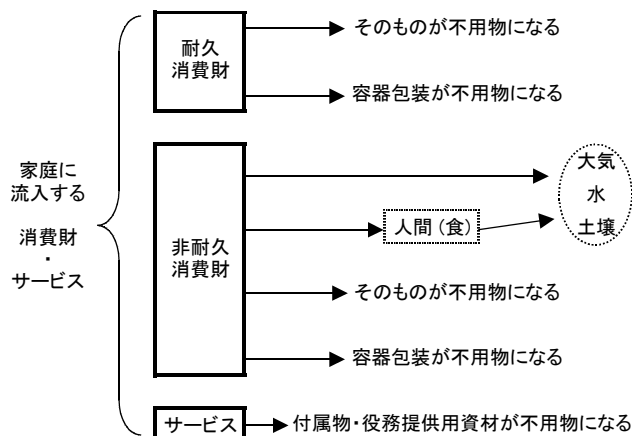 家庭に
流入する
消費財
・
サービス
耐久
消費財
そのものが不用物になる
容器包装が不用物になる
非耐久
消費財
大気
水
土壌
人間(食)
そのものが不用物になる
容器包装が不用物になる
サービス
付属物・役務提供用資材が不用物になる